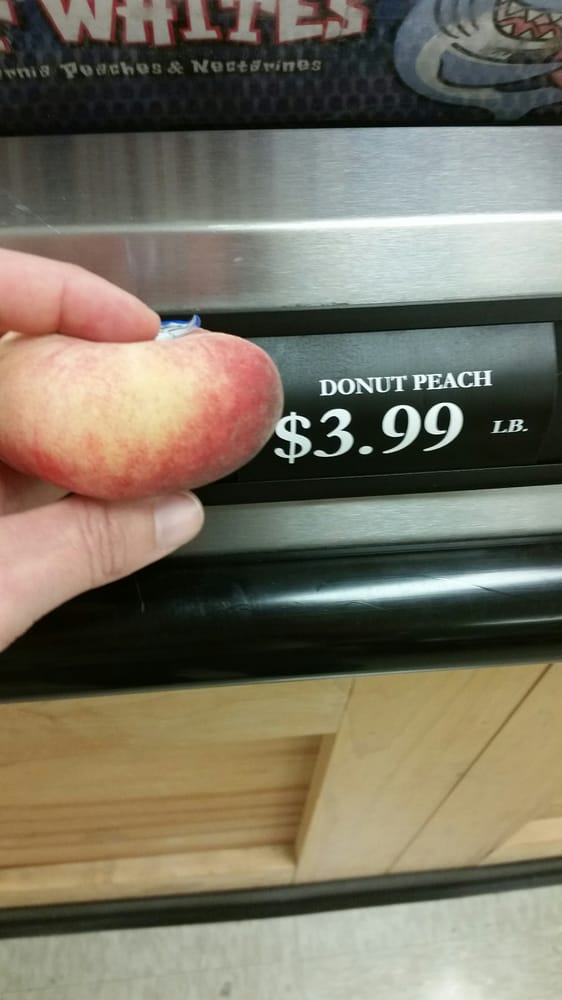 WHITES
Peaches & Nectarines
DONUT PEACH
$3.99 LB.